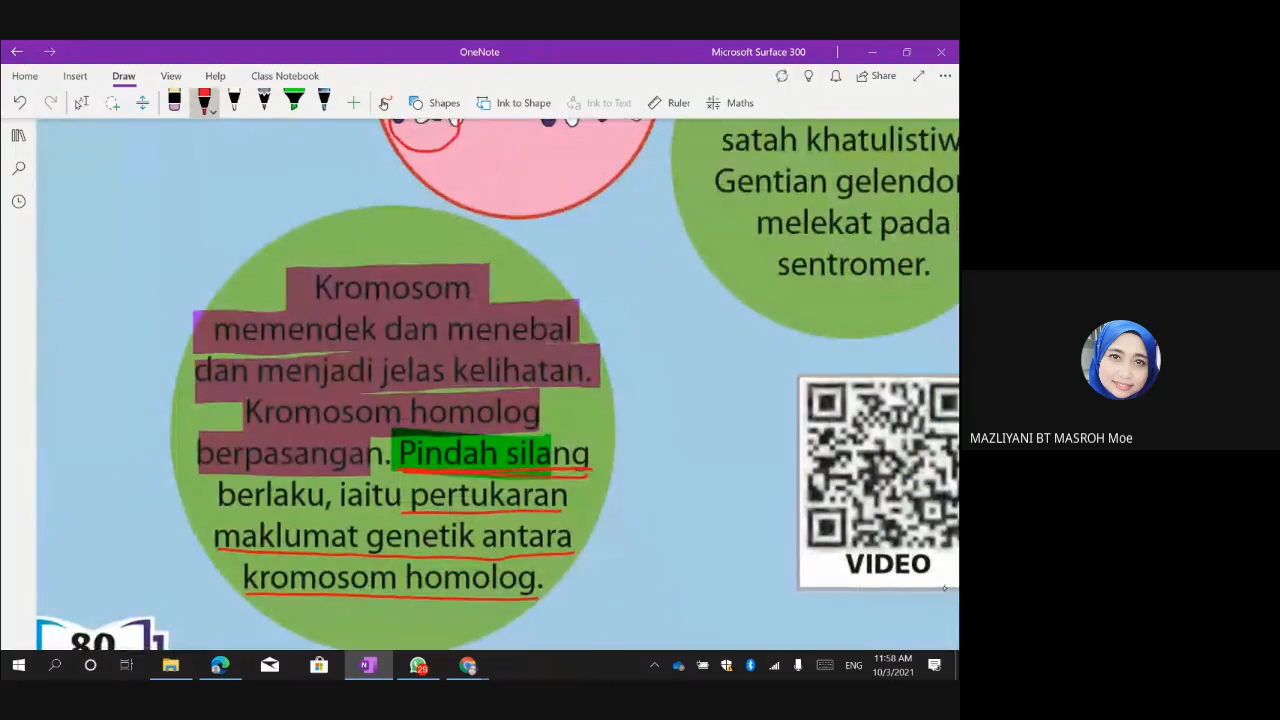 OneNote
Microsoft Surface 300
Home Insert Draw View Help Class Notebook
Share
Shapes Ink to Shape Ink to Text Ruler Maths
satah khatulistiw
Gentian gelendo
melekat pada
sentromer.
Kromosom
memendek dan menebal
dan menjadi jelas kelihatan.
Kromosom homolog
berpasangan. Pindah silang
berlaku, iaitu pertukaran
maklumat genetik antara
kromosom homolog.
VIDEO
80
MAZLIYANI BT MASROH Moe
29
ENG
11:58 AM
10/3/2021